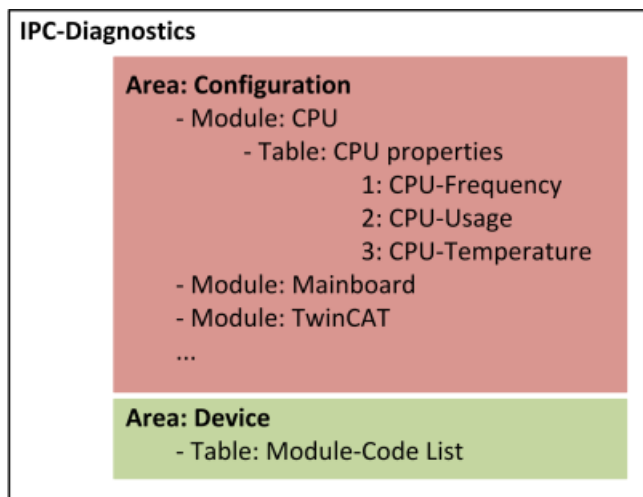 IPC-Diagnostics
Area: Configuration
- Module: CPU
- Table: CPU properties
1: CPU-Frequency
2: CPU-Usage
3: CPU-Temperature
- Module: Mainboard
- Module: TwinCAT
...
Area: Device
- Table: Module-Code List